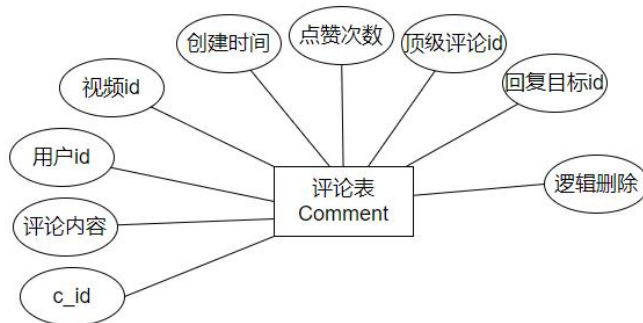 创建时间
点赞次数
顶级评论id
回复目标id
视频id
用户id
评论内容
c_id
评论表
Comment
逻辑删除